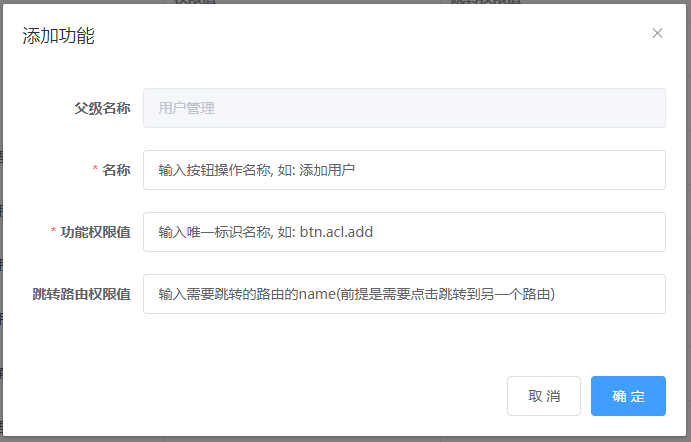 添加功能
父级名称
用户管理
* 名称
输入按钮操作名称, 如: 添加用户
* 功能权限值
输入唯一标识名称, 如: btn.acl.add
跳转路由权限值
输入需要跳转的路由的name(前提是需要点击跳转到另一个路由)
取 消
确 定